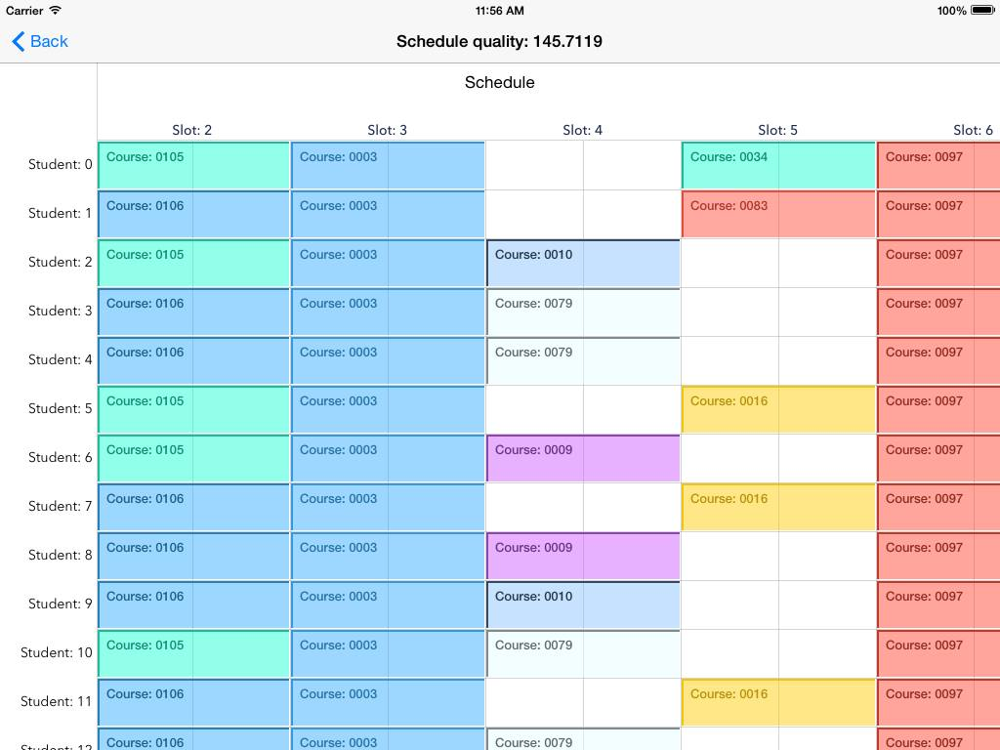 Carrier 11:56 AM 100%
Back Schedule quality: 145.7119
Schedule
Slot: 2 Slot: 3 Slot: 4 Slot: 5 Slot: 6
Student: 0 Course: 0105 Course: 0003 Course: 0034 Course: 0097
Student: 1 Course: 0106 Course: 0003 Course: 0083 Course: 0097
Student: 2 Course: 0105 Course: 0003 Course: 0010 Course: 0097
Student: 3 Course: 0106 Course: 0003 Course: 0079 Course: 0097
Student: 4 Course: 0106 Course: 0003 Course: 0079 Course: 0097
Student: 5 Course: 0105 Course: 0003 Course: 0016 Course: 0097
Student: 6 Course: 0105 Course: 0003 Course: 0009 Course: 0097
Student: 7 Course: 0106 Course: 0003 Course: 0016 Course: 0097
Student: 8 Course: 0106 Course: 0003 Course: 0009 Course: 0097
Student: 9 Course: 0106 Course: 0003 Course: 0010 Course: 0097
Student: 10 Course: 0105 Course: 0003 Course: 0079 Course: 0097
Student: 11 Course: 0106 Course: 0003 Course: 0016 Course: 0097
Student: 12 Course: 0106 Course: 0003 Course: 0079 Course: 0097